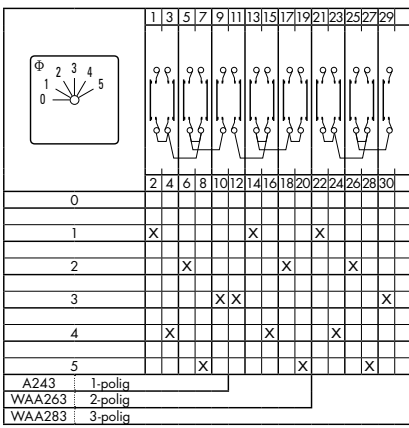 1 3 5 7 9 11 13 15 17 19 21 23 25 27 29
Φ
0 1 2 3 4 5
2 4 6 8 10 12 14 16 18 20 22 24 26 28 30
0
1 X X X
2 X X X
3 X X X
4 X X X
5 X X X
A243 1-polig
WAA263 2-polig
WAA283 3-polig